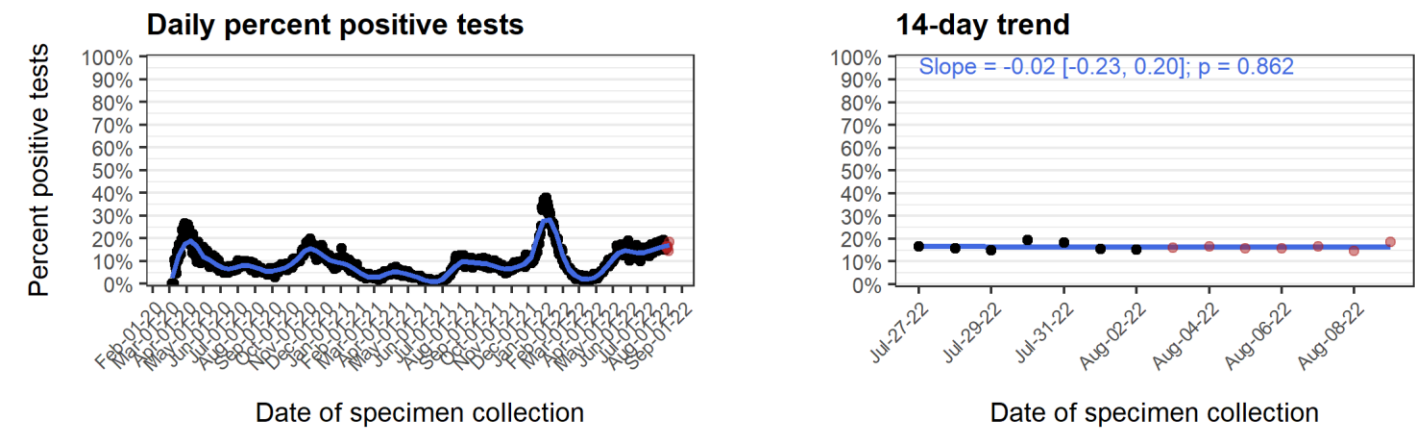 Daily percent positive tests
Percent positive tests
100%
90%
80%
70%
60%
50%
40%
30%
20%
10%
0%
Feb-01-20
Mar-01-20
Apr-01-20
May-01-20
Jun-01-20
Jul-01-20
Aug-01-20
Sep-01-20
Oct-01-20
Nov-01-20
Dec-01-20
Jan-01-21
Feb-01-21
Mar-01-21
Apr-01-21
May-01-21
Jun-01-21
Jul-01-21
Aug-01-21
Sep-01-21
Oct-01-21
Nov-01-21
Dec-01-21
Jan-01-22
Feb-01-22
Mar-01-22
Apr-01-22
May-01-22
Jun-01-22
Jul-01-22
Aug-01-22
Sep-01-22
Date of specimen collection
14-day trend
Slope = -0.02 [-0.23, 0.20]; p = 0.862
100%
90%
80%
70%
60%
50%
40%
30%
20%
10%
0%
Jul-27-22
Jul-29-22
Jul-31-22
Aug-02-22
Aug-04-22
Aug-06-22
Aug-08-22
Date of specimen collection